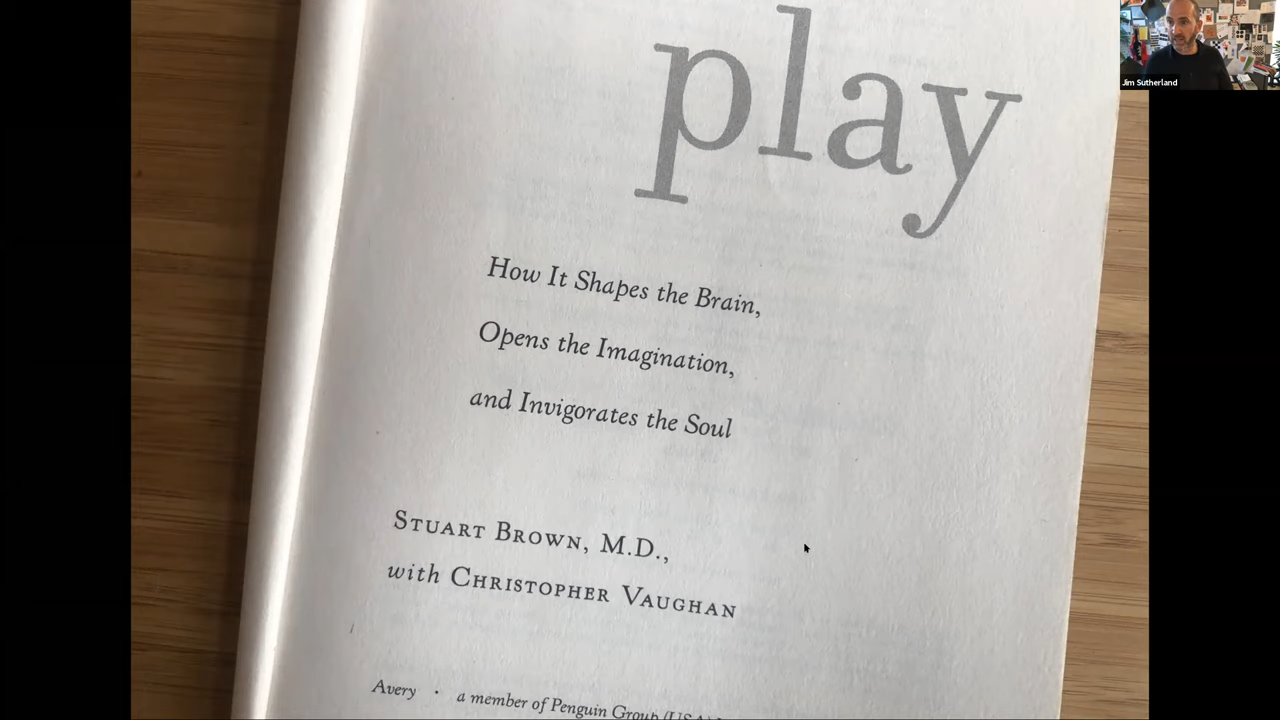 play
How It Shapes the Brain,
Opens the Imagination,
and Invigorates the Soul
STUART BROWN, M.D.,
with CHRISTOPHER VAUGHAN
Avery • a member of Penguin Group (USA)
Jim Sutherland